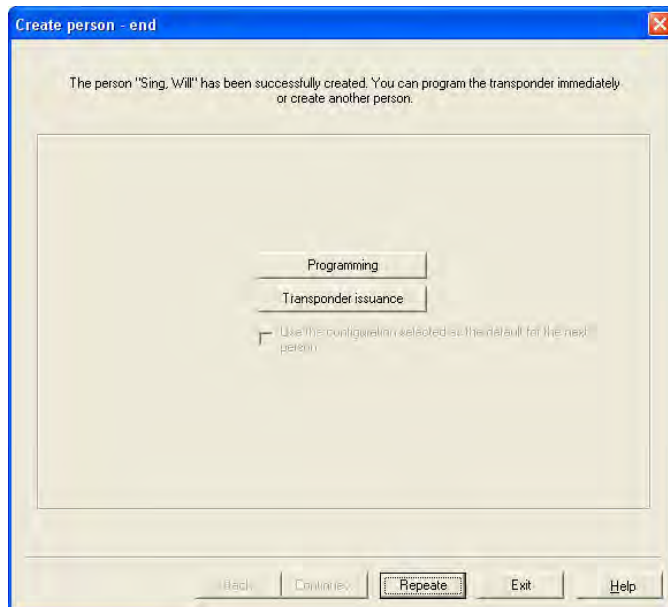 Create person - end
The person "Sing, Will" has been successfully created. You can program the transponder immediately
or create another person.
Programming
Transponder issuance
Use the configuration selected as the default for the next
person
Back
Repeate
Exit
Help